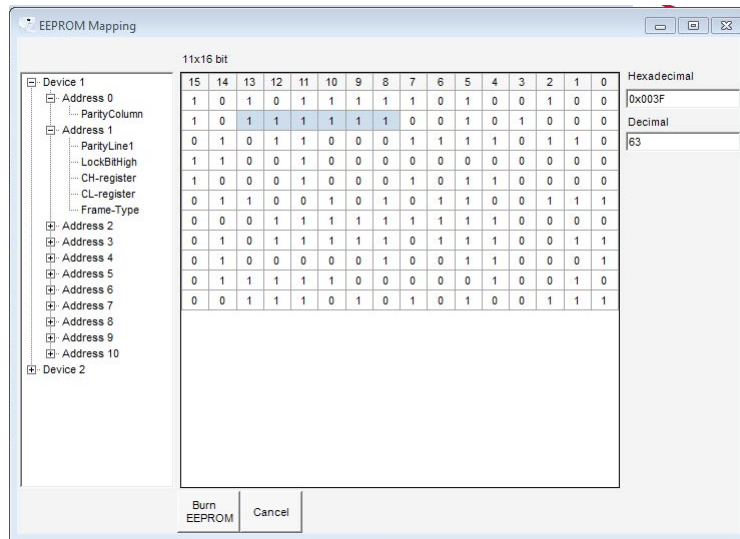 EEPROM Mapping
11x16 bit
Device 1
Address 0
ParityColumn
Address 1
ParityLine1
LockBitHigh
CH-register
CL-register
Frame-Type
Address 2
Address 3
Address 4
Address 5
Address 6
Address 7
Address 8
Address 9
Address 10
Device 2
15 14 13 12 11 10 9 8 7 6 5 4 3 2 1 0
1 0 1 0 1 1 1 1 1 0 1 0 0 1 0 0
1 0 1 1 1 1 1 1 0 0 1 0 1 0 0 0
0 1 0 1 1 0 0 0 1 1 1 1 0 1 1 0
1 1 0 0 1 0 0 0 0 0 0 0 0 0 0 0
1 0 0 0 1 0 0 0 1 0 1 1 0 0 0 0
0 1 1 0 0 1 0 1 0 1 1 0 0 1 1 1
0 0 0 1 1 1 1 1 1 1 1 1 0 0 0 0
0 1 0 1 1 1 1 1 0 1 1 1 0 0 1 1
0 1 0 0 0 0 0 1 0 0 1 1 0 0 0 1
0 1 1 1 1 1 0 0 0 0 0 1 0 0 1 0
0 0 1 1 1 0 1 0 1 0 1 0 0 1 1 1
Hexadecimal
0x003F
Decimal
63
Burn
EEPROM
Cancel